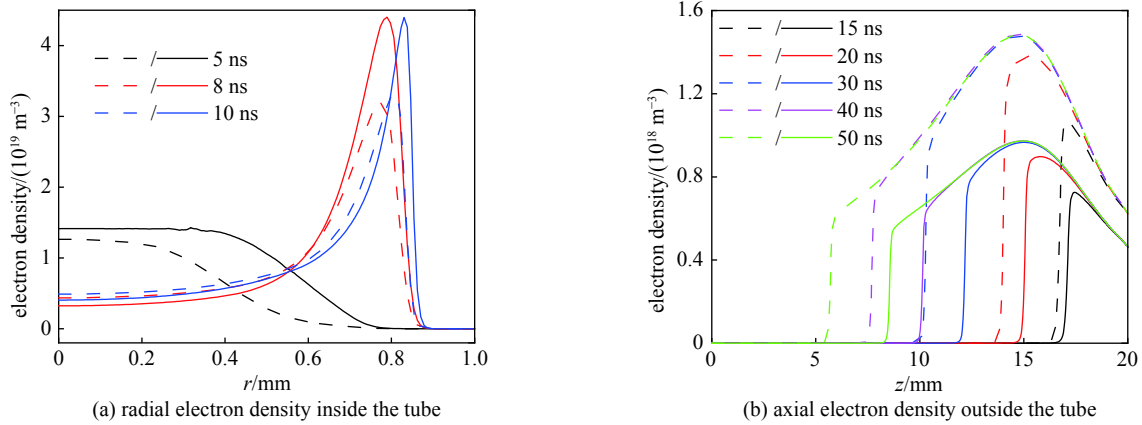 electron density/(10¹⁹ m⁻³)
4
3
2
1
0
/ 5 ns
/ 8 ns
/ 10 ns
0
0.2
0.4
0.6
0.8
1.0
r/mm
(a) radial electron density inside the tube
electron density/(10¹⁸ m⁻³)
1.6
1.2
0.8
0.4
0
/ 15 ns
/ 20 ns
/ 30 ns
/ 40 ns
/ 50 ns
0
5
10
15
20
z/mm
(b) axial electron density outside the tube